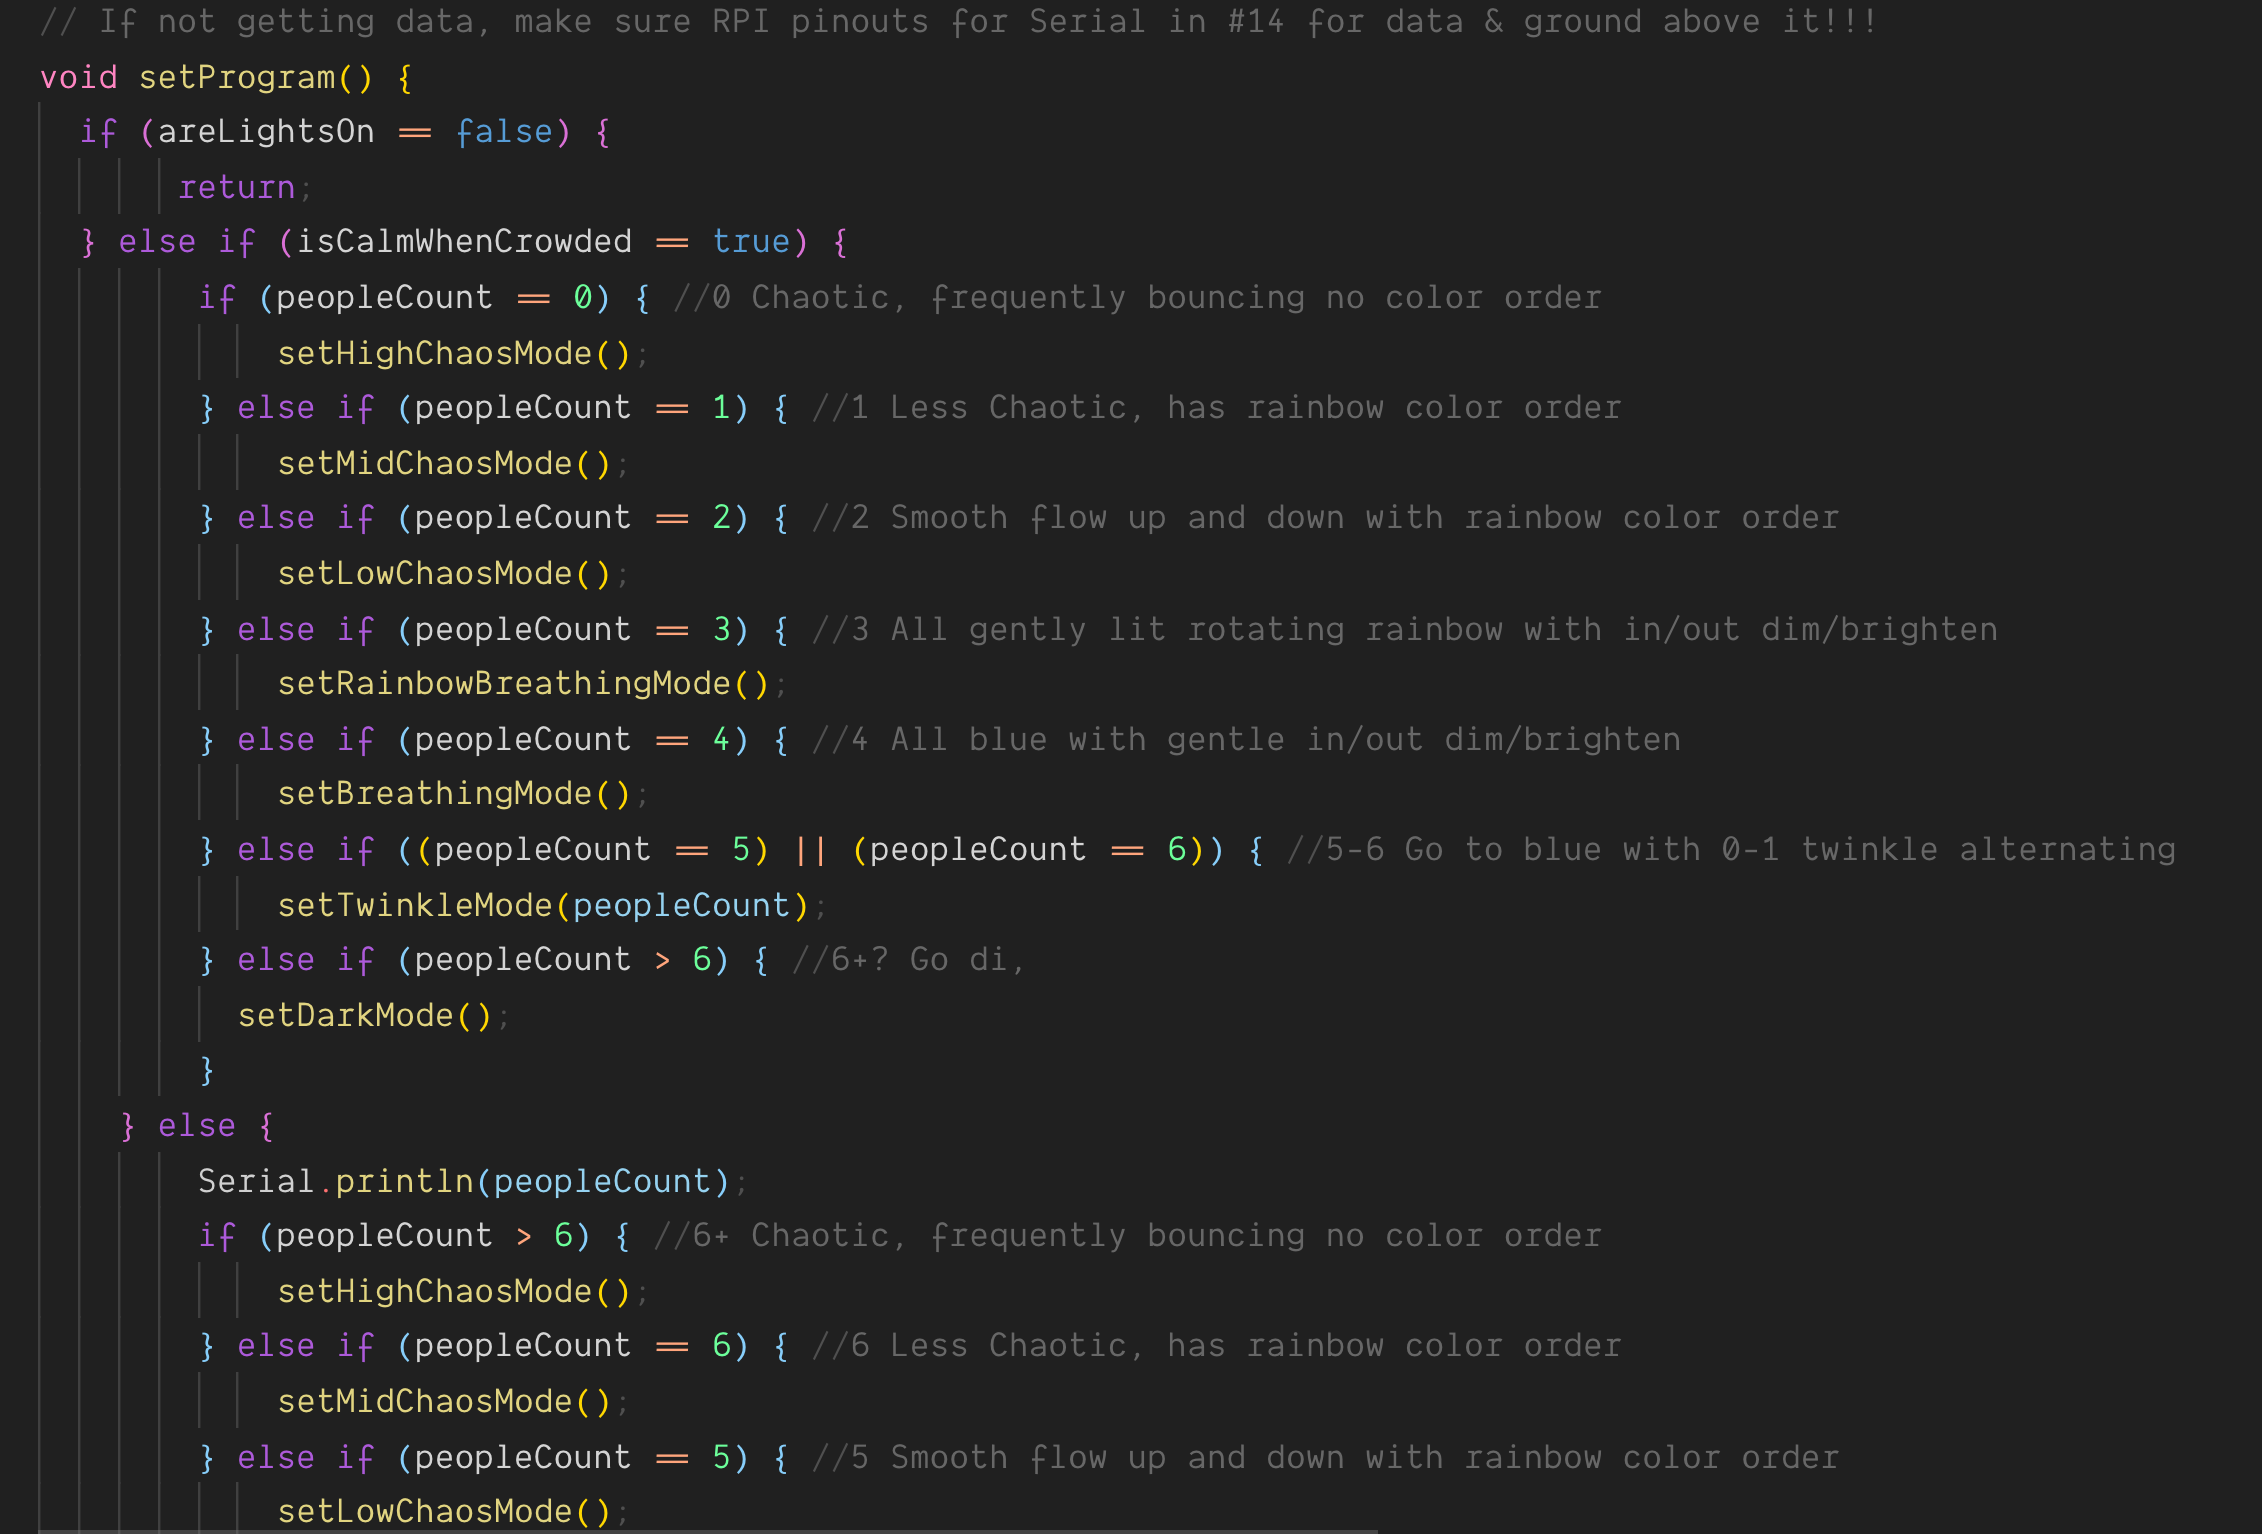 // If not getting data, make sure RPI pinouts for Serial in #14 for data & ground above it!!!
void setProgram() {
  if (areLightsOn == false) {
       return;
  } else if (isCalmWhenCrowded == true) {
        if (peopleCount == 0) { //0 Chaotic, frequently bouncing no color order
            setHighChaosMode();
        } else if (peopleCount == 1) { //1 Less Chaotic, has rainbow color order
            setMidChaosMode();
        } else if (peopleCount == 2) { //2 Smooth flow up and down with rainbow color order
            setLowChaosMode();
        } else if (peopleCount == 3) { //3 All gently lit rotating rainbow with in/out dim/brighten
            setRainbowBreathingMode();
        } else if (peopleCount == 4) { //4 All blue with gentle in/out dim/brighten
            setBreathingMode();
        } else if ((peopleCount == 5) || (peopleCount == 6)) { //5-6 Go to blue with 0-1 twinkle alternating
            setTwinkleMode(peopleCount);
        } else if (peopleCount > 6) { //6+? Go di,
          setDarkMode();
        }
    } else {
        Serial.println(peopleCount);
        if (peopleCount > 6) { //6+ Chaotic, frequently bouncing no color order
            setHighChaosMode();
        } else if (peopleCount == 6) { //6 Less Chaotic, has rainbow color order
            setMidChaosMode();
        } else if (peopleCount == 5) { //5 Smooth flow up and down with rainbow color order
            setLowChaosMode();